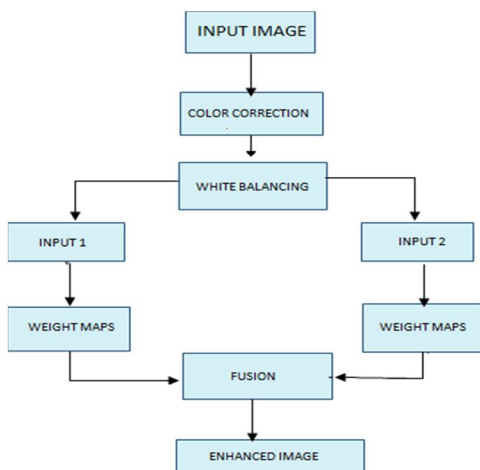 INPUT IMAGE
COLOR CORRECTION
WHITE BALANCING
INPUT 1
INPUT 2
WEIGHT MAPS
WEIGHT MAPS
FUSION
ENHANCED IMAGE